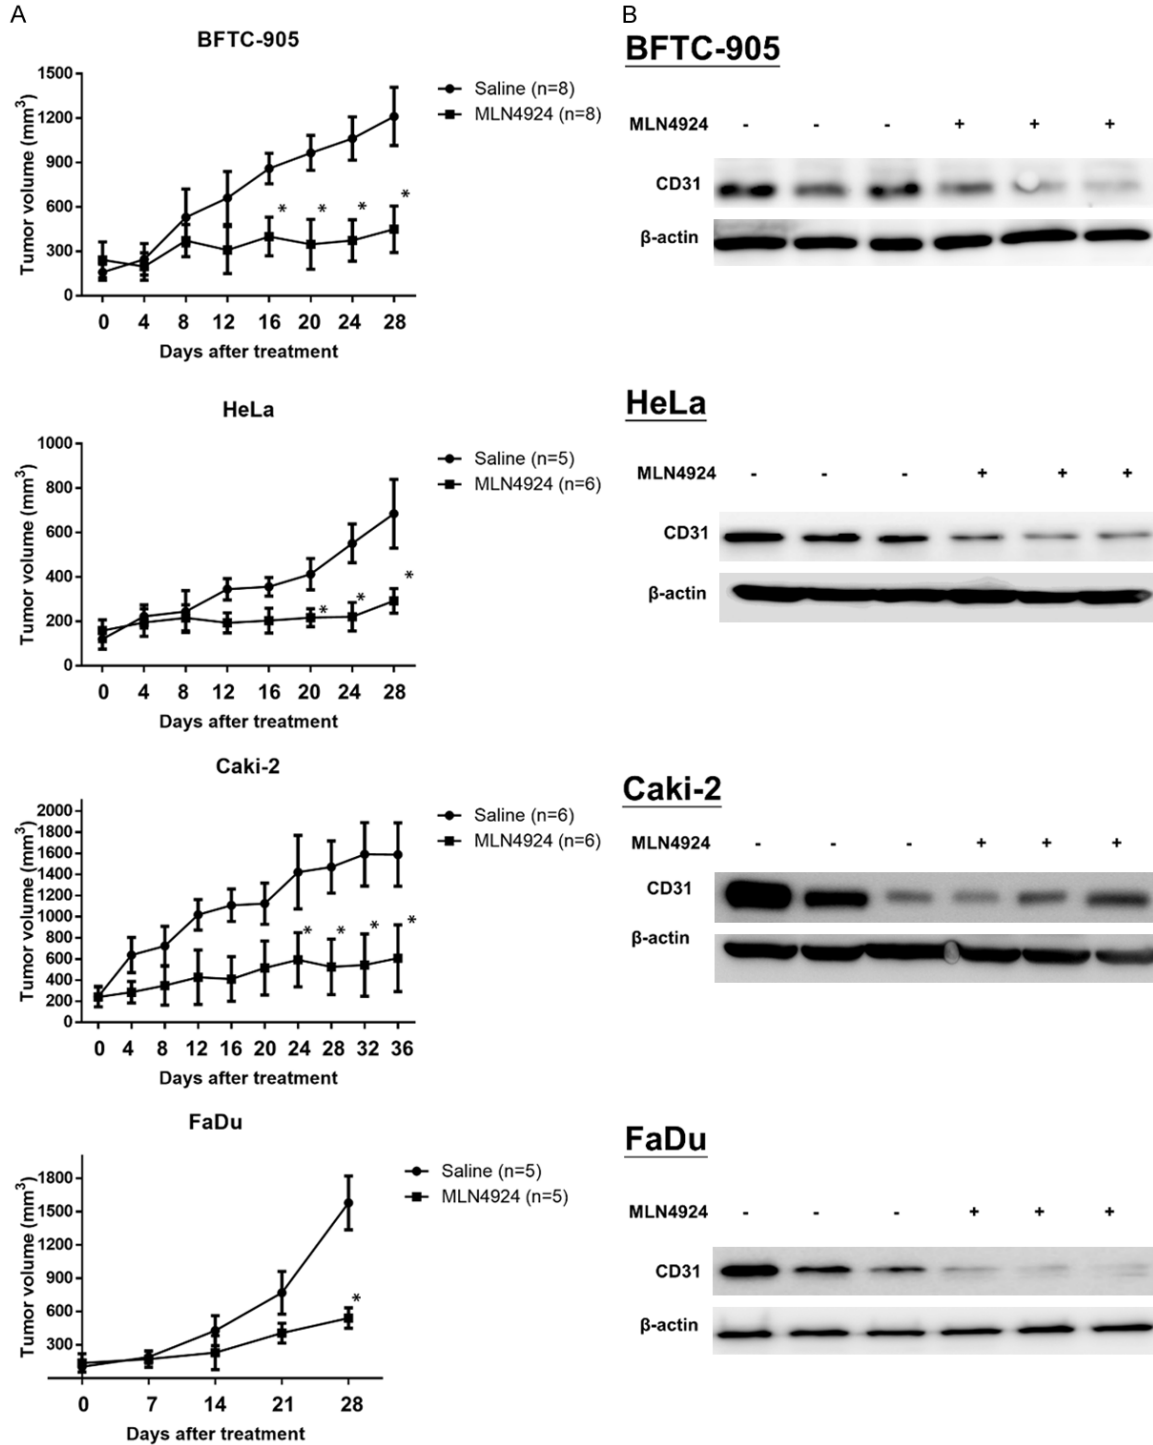 A
BFTC-905
Tumor volume (mm3)
1500
1200
900
600
300
0
* * * *
0 4 8 12 16 20 24 28
Days after treatment
Saline (n=8)
MLN4924 (n=8)
HeLa
Tumor volume (mm3)
1000
800
600
400
200
0
* * *
0 4 8 12 16 20 24 28
Days after treatment
Saline (n=5)
MLN4924 (n=6)
Caki-2
Tumor volume (mm3)
2000
1800
1600
1400
1200
1000
800
600
400
200
0
* * * *
0 4 8 12 16 20 24 28 32 36
Days after treatment
Saline (n=6)
MLN4924 (n=6)
FaDu
Tumor volume (mm3)
1800
1500
1200
900
600
300
*
0 7 14 21 28
Days after treatment
Saline (n=5)
MLN4924 (n=5)
B
BFTC-905
MLN4924 - - - + + +
CD31
β-actin
HeLa
MLN4924 - - - + + +
CD31
β-actin
Caki-2
MLN4924 - - - + + +
CD31
β-actin
FaDu
MLN4924 - - - + + +
CD31
β-actin